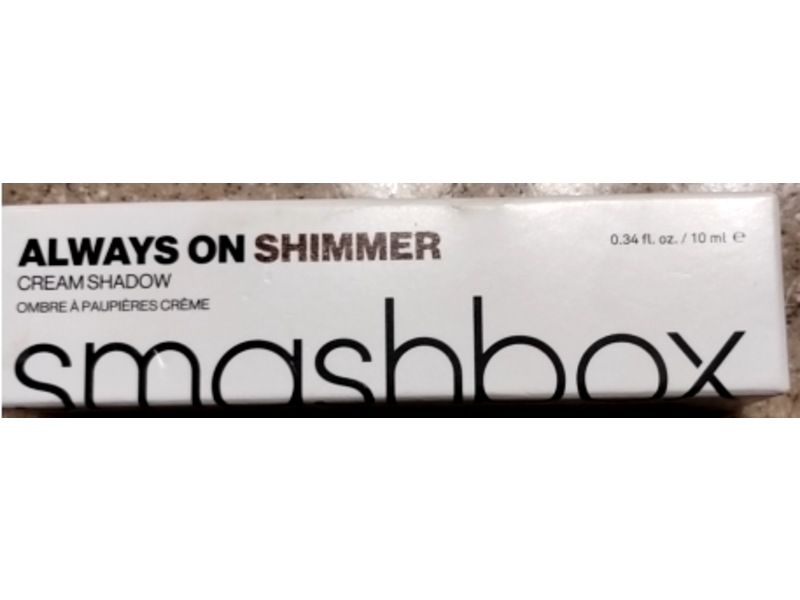 ALWAYS ON SHIMMER
0.34 fl. oz. / 10 ml ℮
CREAM SHADOW
OMBRE À PAUPIÈRES CRÈME
smashbox